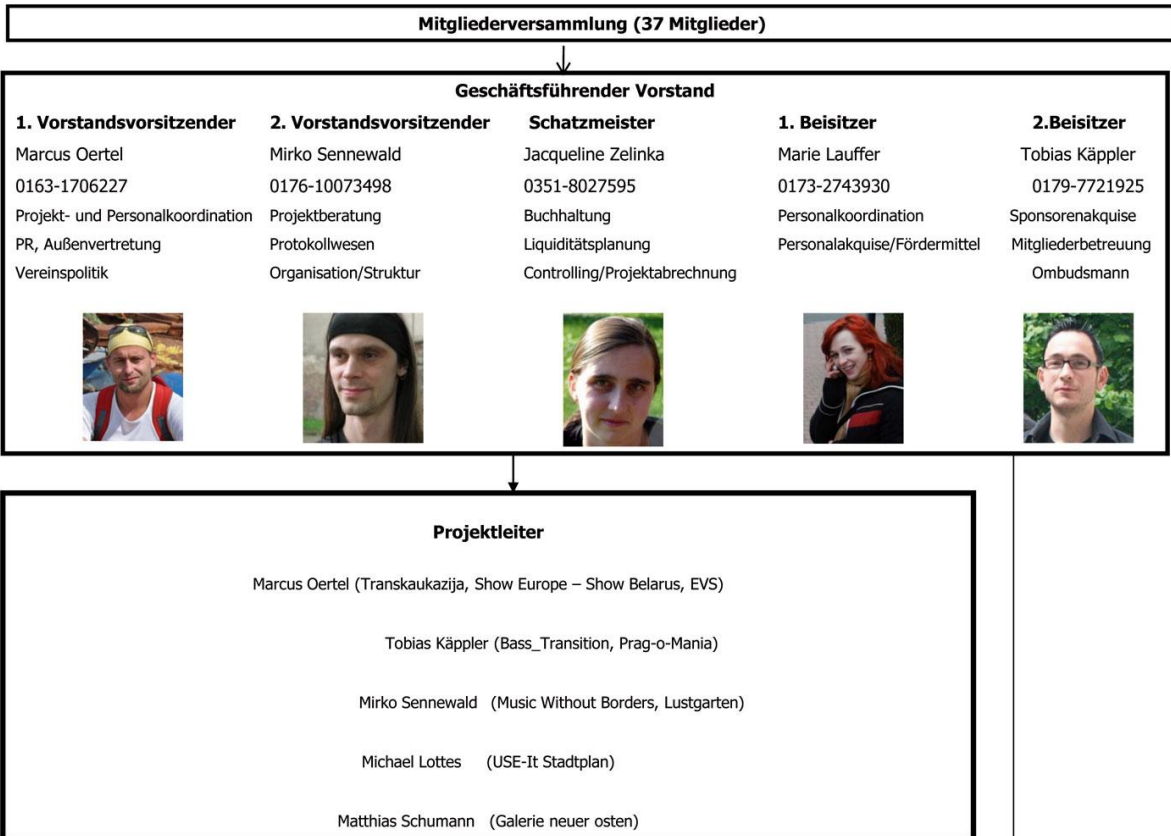 Mitgliederversammlung (37 Mitglieder)
Geschäftsführender Vorstand
1. Vorstandsvorsitzender
Marcus Oertel
0163-1706227
Projekt- und Personalkoordination
PR, Außenvertretung
Vereinspolitik
2. Vorstandsvorsitzender
Mirko Sennewald
0176-10073498
Projektberatung
Protokollwesen
Organisation/Struktur
Schatzmeister
Jacqueline Zelinka
0351-8027595
Buchhaltung
Liquiditätsplanung
Controlling/Projektabrechnung
1. Beisitzer
Marie Lauffer
0173-2743930
Personalkoordination
Personalakquise/Fördermittel
2.Beisitzer
Tobias Käppler
0179-7721925
Sponsorenakquise
Mitgliederbetreuung
Ombudsmann
Projektleiter
Marcus Oertel (Transkaukazija, Show Europe – Show Belarus, EVS)
Tobias Käppler (Bass_Transition, Prag-o-Mania)
Mirko Sennewald (Music Without Borders, Lustgarten)
Michael Lottes (USE-It Stadtplan)
Matthias Schumann (Galerie neuer osten)